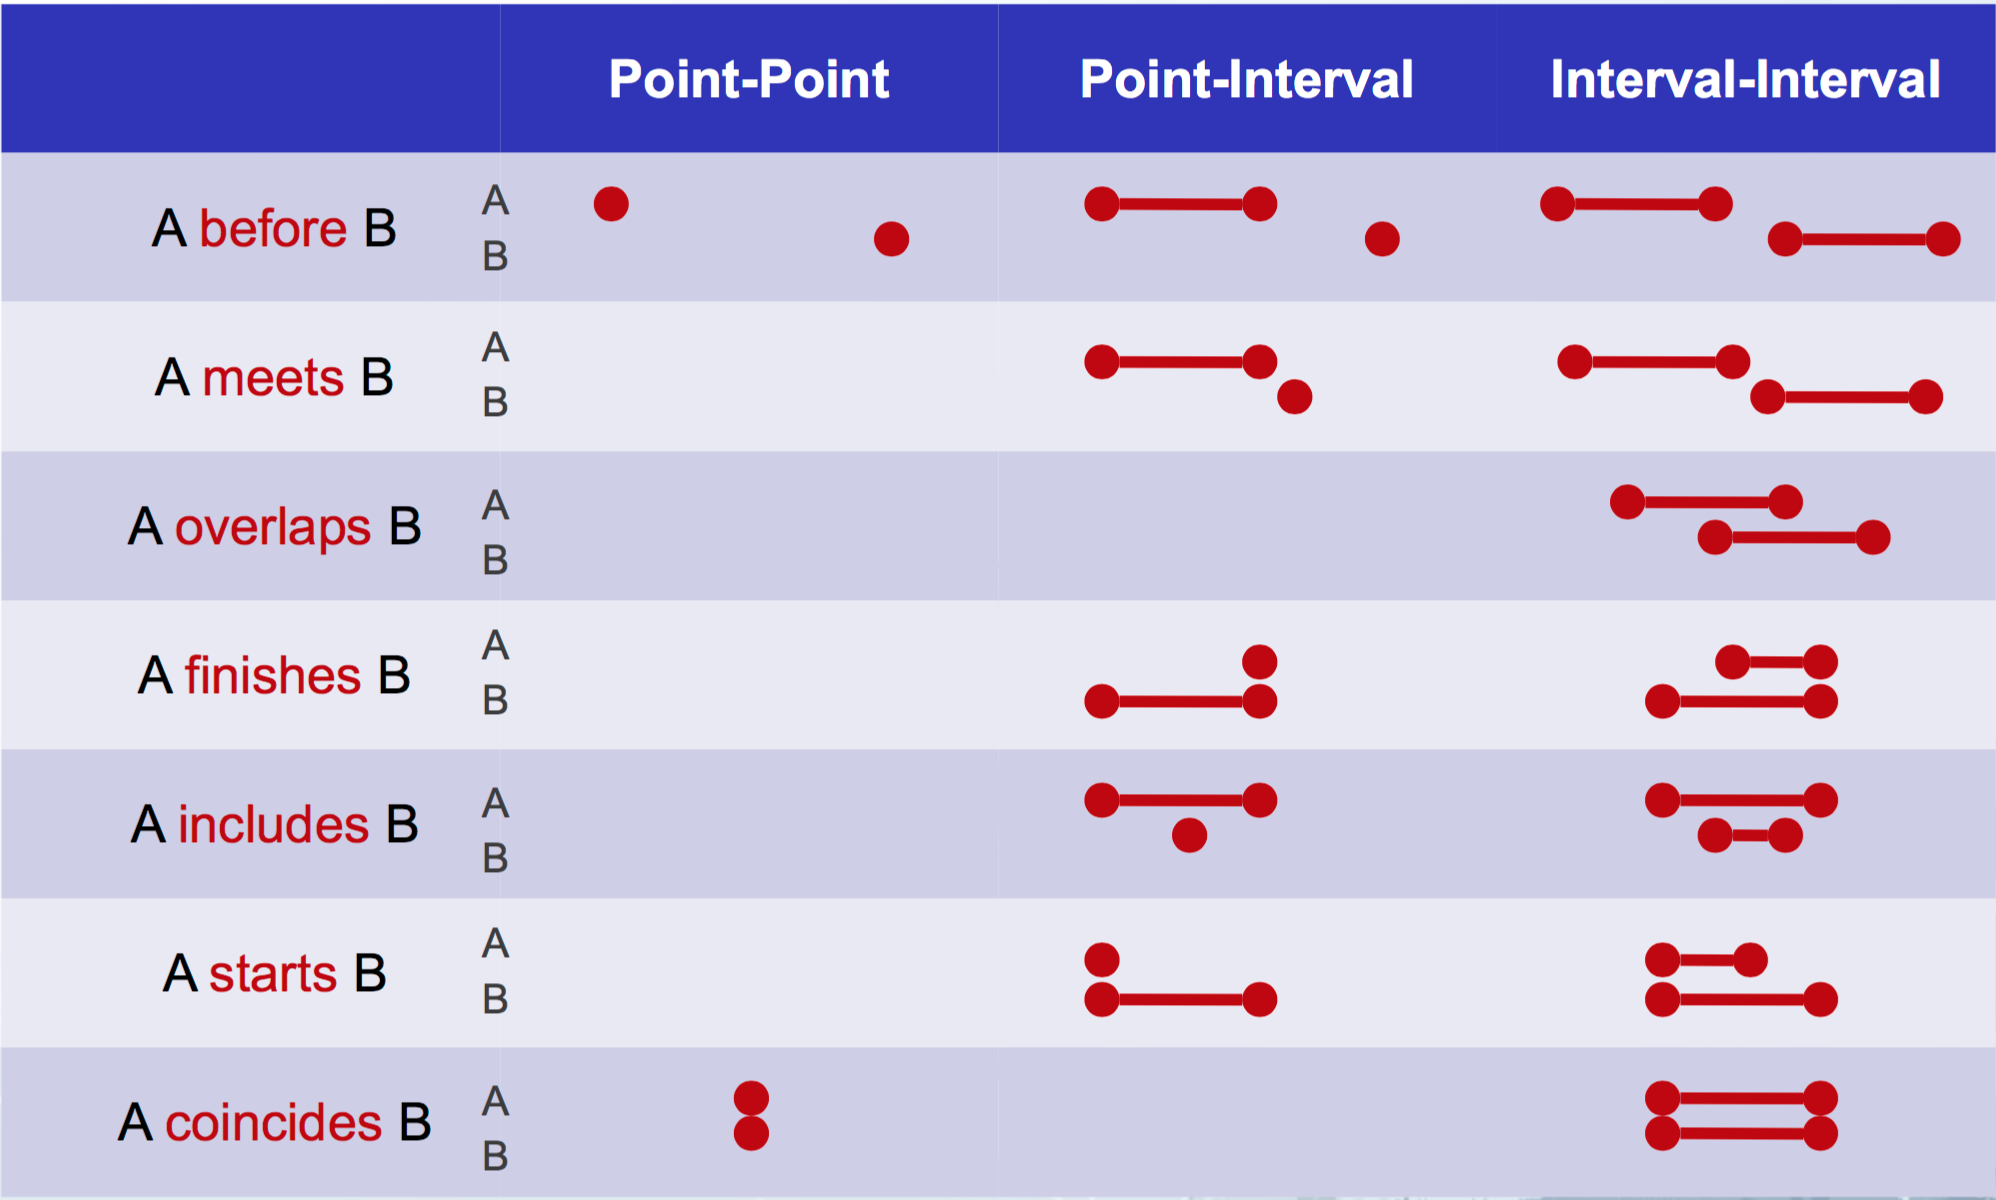 Point-Point Point-Interval Interval-Interval
A before B
A
B
A meets B
A
B
A overlaps B
A
B
A finishes B
A
B
A includes B
A
B
A starts B
A
B
A coincides B
A
B